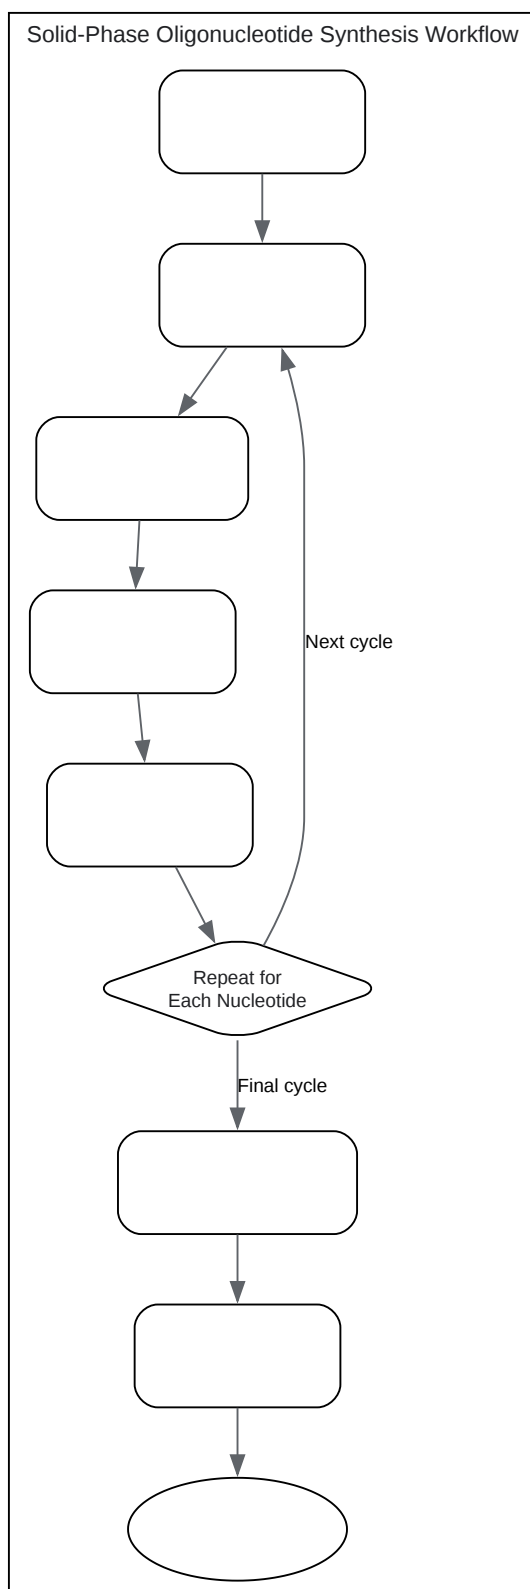 Solid-Phase Oligonucleotide Synthesis Workflow
Next cycle
Repeat for
Each Nucleotide
Final cycle